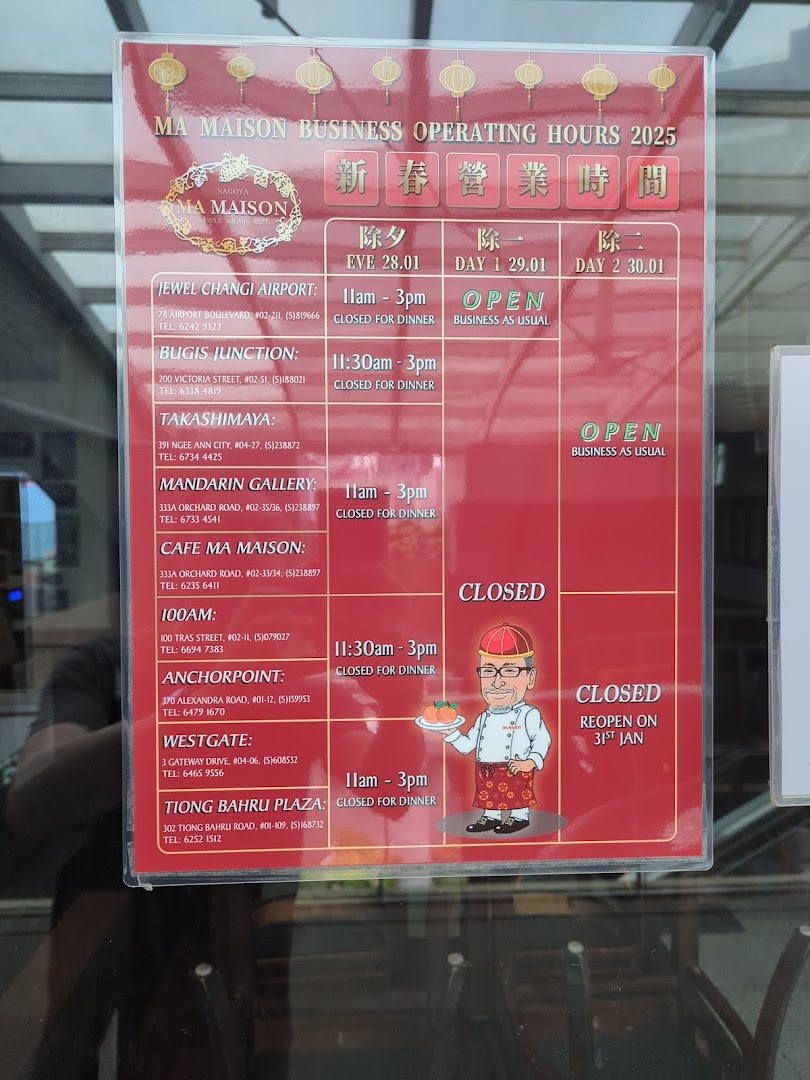 MA MAISON BUSINESS OPERATING HOURS 2025
新春營業時間
NAGOYA
MA MAISON
除夕
EVE 28.01
除一
DAY 1 29.01
除二
DAY 2 30.01
JEWEL CHANGI AIRPORT:
78 AIRPORT BOULEVARD, #02-211, (S)819666
TEL: 6242 9322
11am - 3pm
CLOSED FOR DINNER
OPEN
BUSINESS AS USUAL
BUGIS JUNCTION:
200 VICTORIA STREET, #02-51, (S)188021
TEL: 6338 4819
11:30am - 3pm
CLOSED FOR DINNER
TAKASHIMAYA:
391 NGEE ANN CITY, #04-27, (S)238872
TEL: 6734 4425
OPEN
BUSINESS AS USUAL
MANDARIN GALLERY:
333A ORCHARD ROAD, #02-35/36, (S)238897
TEL: 6733 4541
11am - 3pm
CLOSED FOR DINNER
CAFE MA MAISON:
333A ORCHARD ROAD, #02-33/34, (S)238897
TEL: 6235 6411
CLOSED
100AM:
100 TRAS STREET, #02-11, (S)079027
TEL: 6694 7383
11:30am - 3pm
CLOSED FOR DINNER
ANCHORPOINT:
370 ALEXANDRA ROAD, #01-12, (S)159953
TEL: 6479 1670
CLOSED
REOPEN ON
31ST JAN
WESTGATE:
3 GATEWAY DRIVE, #04-06, (S)608532
TEL: 6465 9556
11am - 3pm
CLOSED FOR DINNER
TIONG BAHRU PLAZA:
302 TIONG BAHRU ROAD, #01-109, (S)168732
TEL: 6252 1512